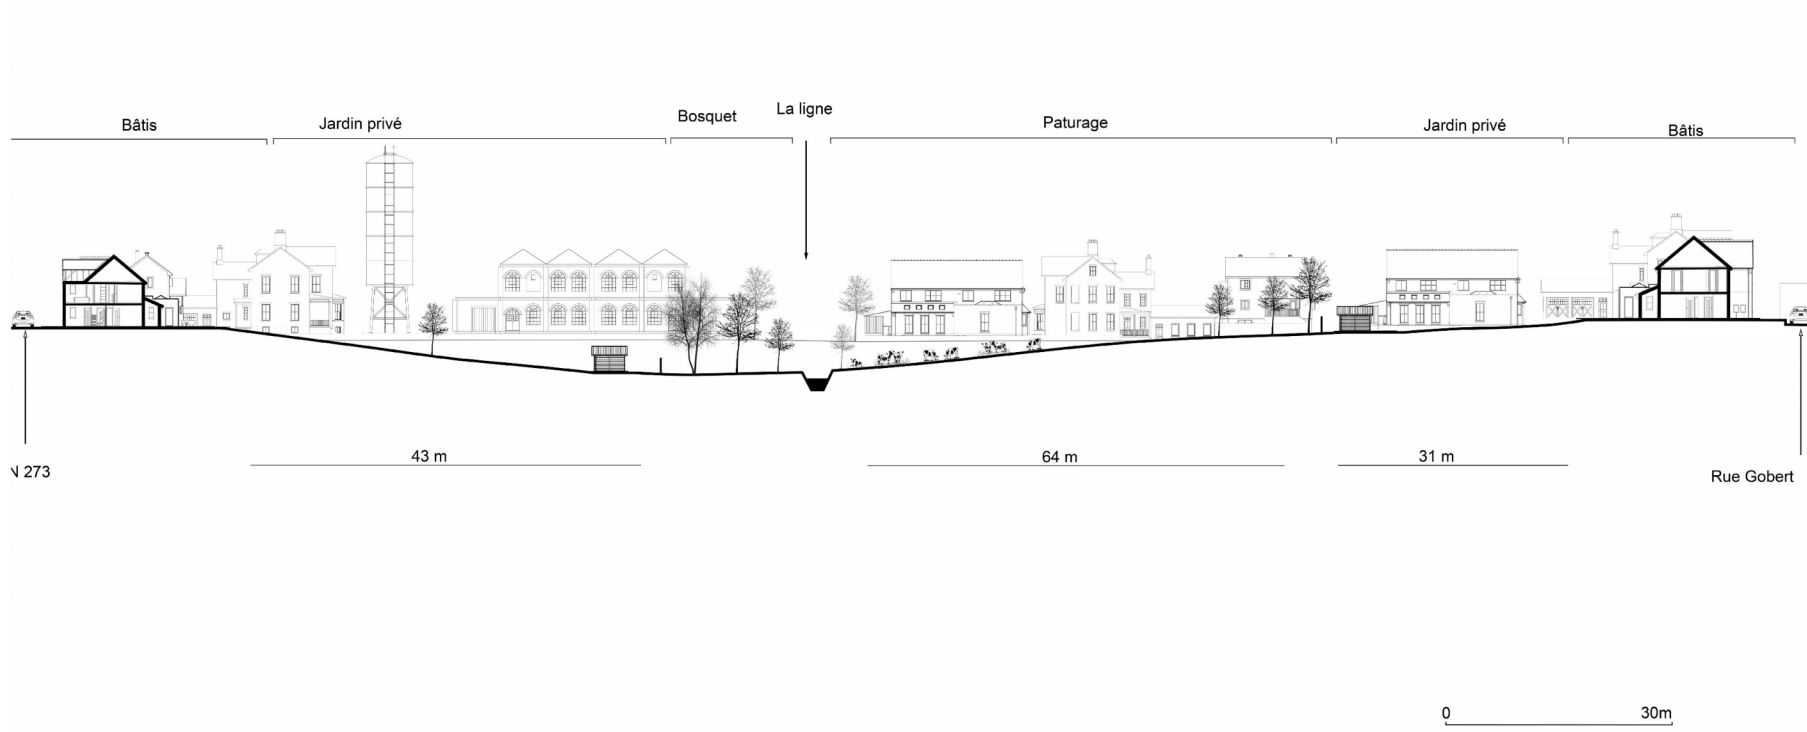 Bâtis
Jardin privé
Bosquet
La ligne
Paturage
Jardin privé
Bâtis
43 m
64 m
31 m
N 273
Rue Gobert
0
30m